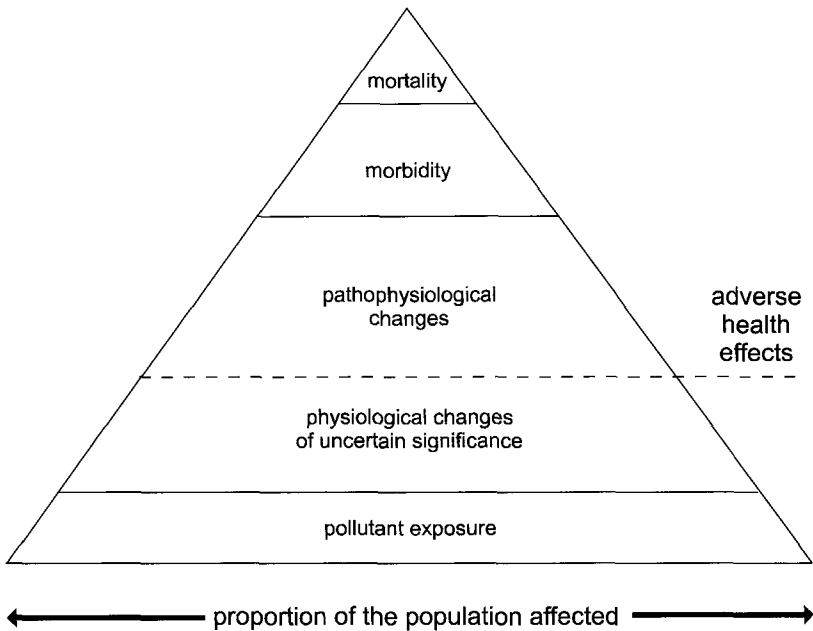 mortality
morbidity
pathophysiological
changes
adverse
health
effects
physiological changes
of uncertain significance
pollutant exposure
proportion of the population affected